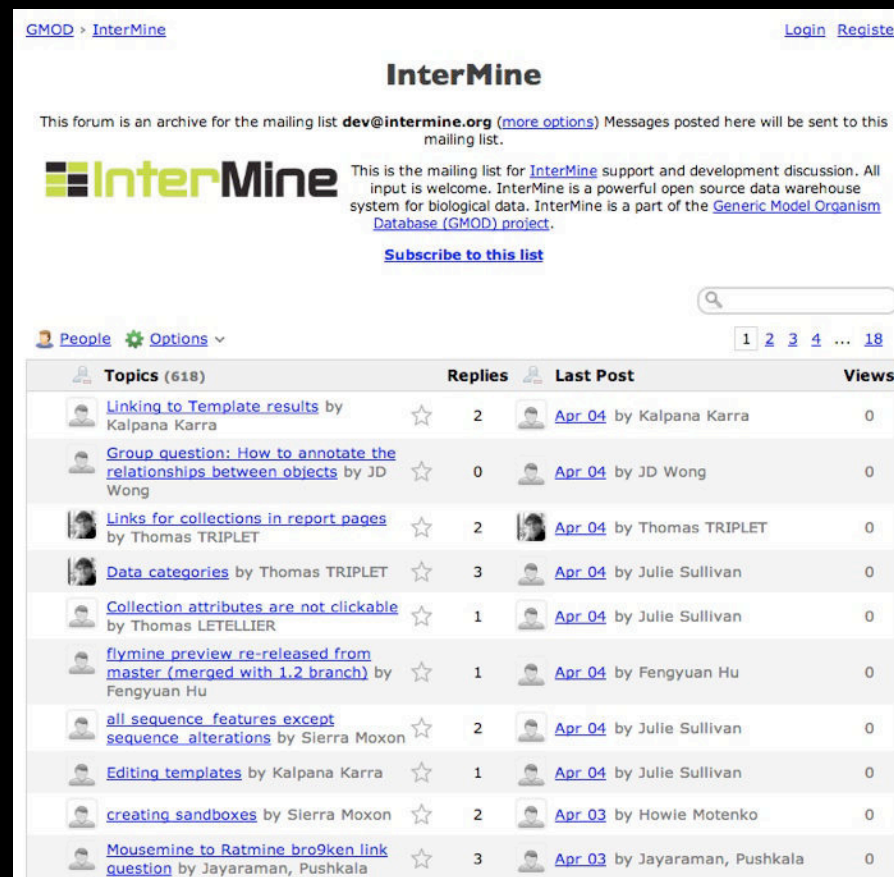 GMOD > InterMine Login Registe
InterMine
This forum is an archive for the mailing list dev@intermine.org (more options) Messages posted here will be sent to this
mailing list.
InterMine
This is the mailing list for InterMine support and development discussion. All
input is welcome. InterMine is a powerful open source data warehouse
system for biological data. InterMine is a part of the Generic Model Organism
Database (GMOD) project.
Subscribe to this list
People Options 1 2 3 4 ... 18
Topics (618) Replies Last Post Views
Linking to Template results by
Kalpana Karra 2 Apr 04 by Kalpana Karra 0
Group question: How to annotate the
relationships between objects by JD
Wong 0 Apr 04 by JD Wong 0
Links for collections in report pages
by Thomas TRIPLET 2 Apr 04 by Thomas TRIPLET 0
Data categories by Thomas TRIPLET 3 Apr 04 by Julie Sullivan 0
Collection attributes are not clickable
by Thomas LETELLIER 1 Apr 04 by Julie Sullivan 0
flymine preview re-released from
master (merged with 1.2 branch) by
Fengyuan Hu 1 Apr 04 by Fengyuan Hu 0
all sequence_features except
sequence_alterations by Sierra Moxon 2 Apr 04 by Julie Sullivan 0
Editing templates by Kalpana Karra 1 Apr 04 by Julie Sullivan 0
creating sandboxes by Sierra Moxon 2 Apr 03 by Howie Motenko 0
Mousemine to Ratmine bro9ken link
question by Jayaraman, Pushkala 3 Apr 03 by Jayaraman, Pushkala 0